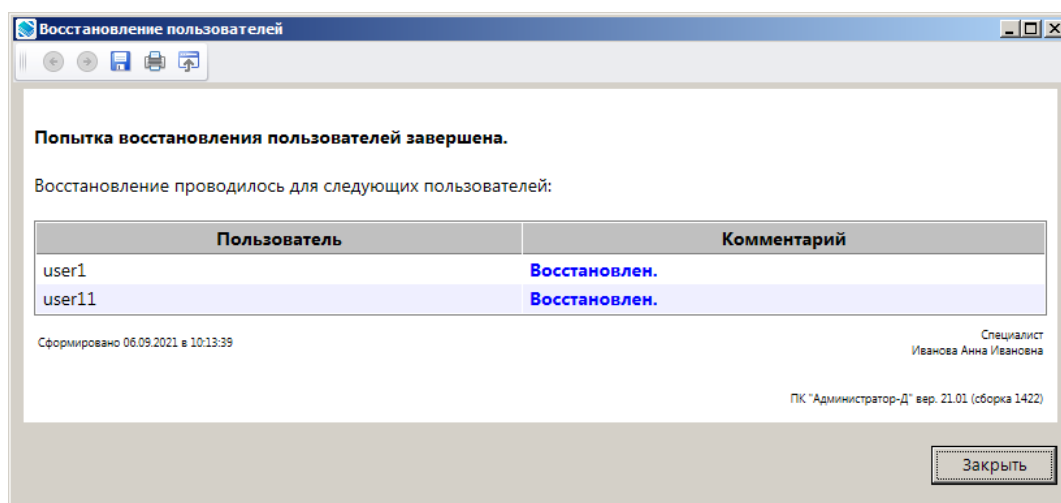 Восстановление пользователей
Попытка восстановления пользователей завершена.
Восстановление проводилось для следующих пользователей:
Пользователь Комментарий
user1 Восстановлен.
user11 Восстановлен.
Сформировано 06.09.2021 в 10:13:39
Специалист
Иванова Анна Ивановна
ПК "Администратор-Д" вер. 21.01 (сборка 1422)
Закрыть